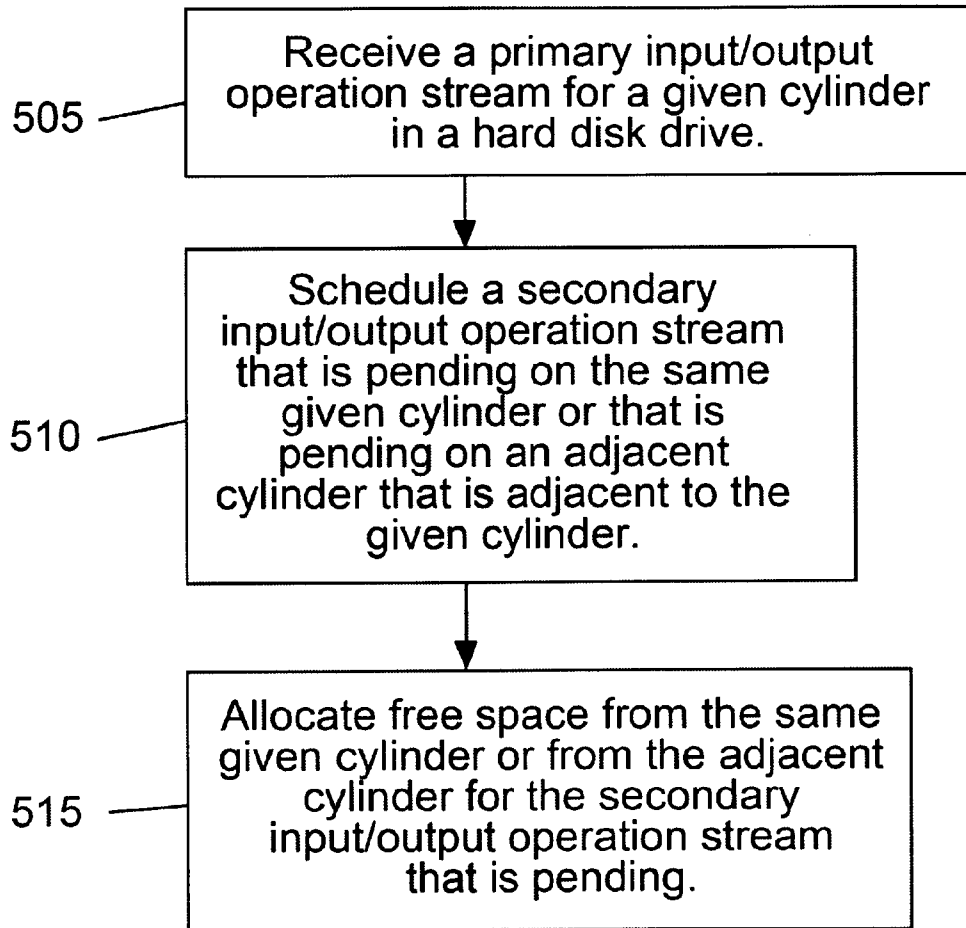 505
Receive a primary input/output
operation stream for a given cylinder
in a hard disk drive.
510
Schedule a secondary
input/output operation stream
that is pending on the same
given cylinder or that is
pending on an adjacent
cylinder that is adjacent to the
given cylinder.
515
Allocate free space from the same
given cylinder or from the adjacent
cylinder for the secondary
input/output operation stream
that is pending.